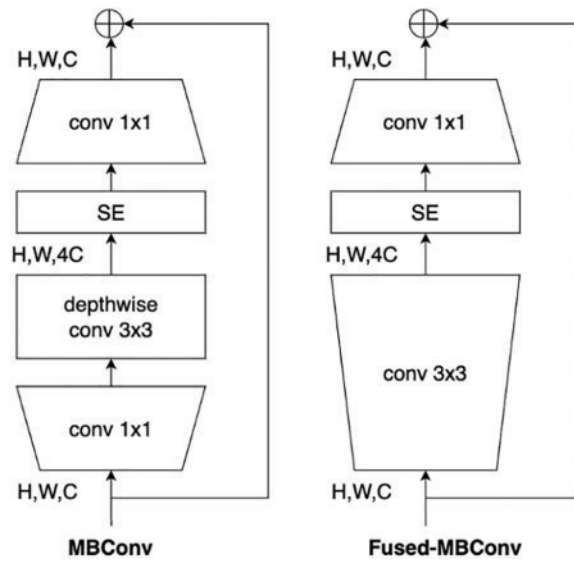 H,W,C
conv 1x1
SE
H,W,4C
depthwise
conv 3x3
conv 1x1
H,W,C
MBConv
H,W,C
conv 1x1
SE
H,W,4C
conv 3x3
H,W,C
Fused-MBConv